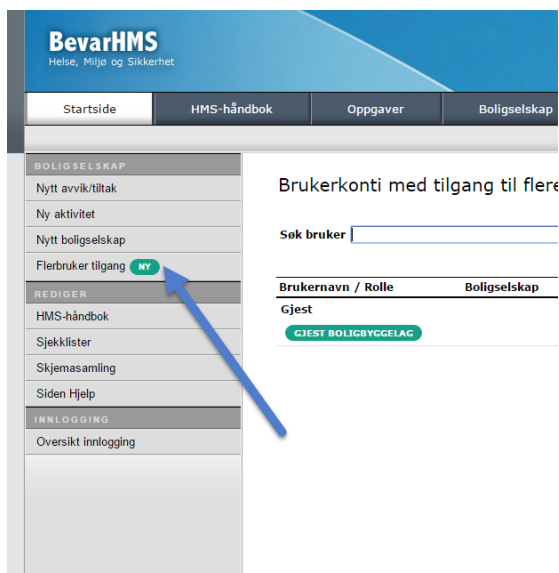 BevarHMS
Helse, Miljø og Sikkerhet
Startside HMS-håndbok Oppgaver Boligselskap
BOLIGSELSKAP
Nytt avvik/tiltak
Ny aktivitet
Nytt boligselskap
Flerbruker tilgang NY
REDIGER
HMS-håndbok
Sjekklister
Skjemasamling
Siden Hjelp
INNLOGGING
Oversikt innlogging
Brukerkonti med tilgang til flere
Søk bruker
Brukernavn / Rolle Boligselskap
Gjest
GJEST BOLIGBYGGELAG